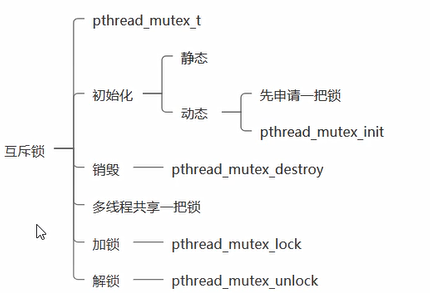 互斥锁
pthread_mutex_t
初始化
静态
动态
先申请一把锁
pthread_mutex_init
销毁
pthread_mutex_destroy
多线程共享一把锁
加锁
pthread_mutex_lock
解锁
pthread_mutex_unlock